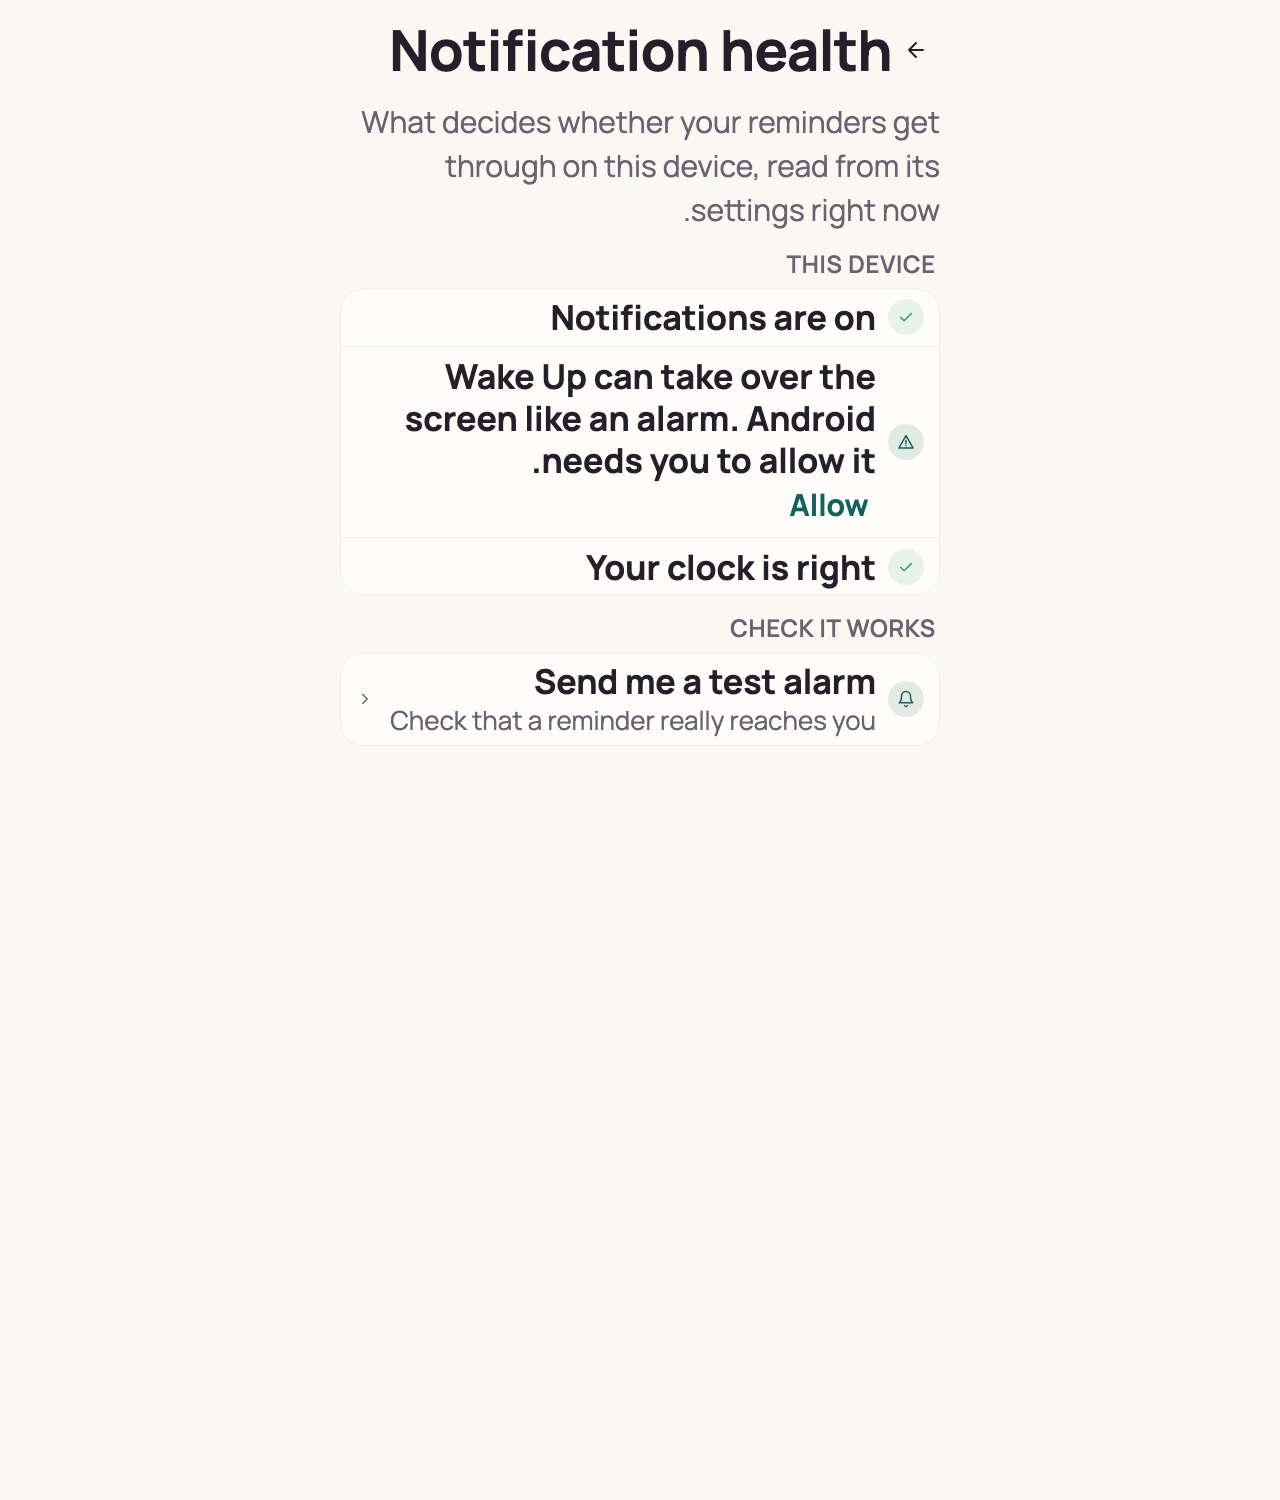 Notification health
What decides whether your reminders get
through on this device, read from its
.settings right now
THIS DEVICE
Notifications are on
Wake Up can take over the
screen like an alarm. Android
.needs you to allow it
Allow
Your clock is right
CHECK IT WORKS
Send me a test alarm
Check that a reminder really reaches you